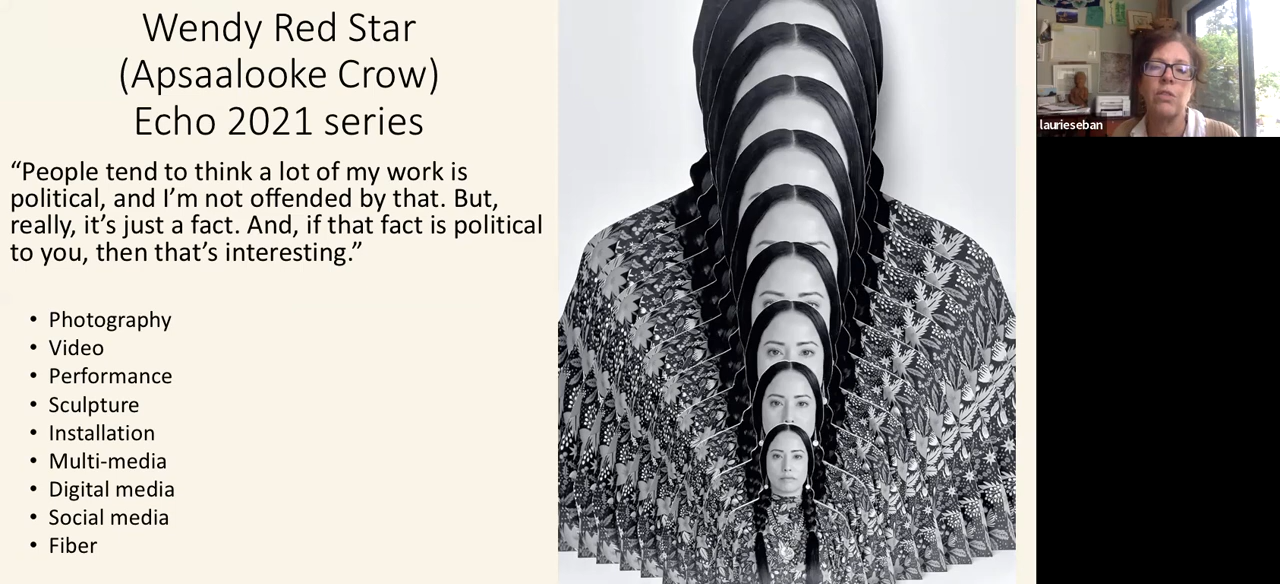 Wendy Red Star
(Apsaalooke Crow)
Echo 2021 series
“People tend to think a lot of my work is
political, and I’m not offended by that. But,
really, it’s just a fact. And, if that fact is political
to you, then that’s interesting.”
• Photography
• Video
• Performance
• Sculpture
• Installation
• Multi-media
• Digital media
• Social media
• Fiber
laurieseban